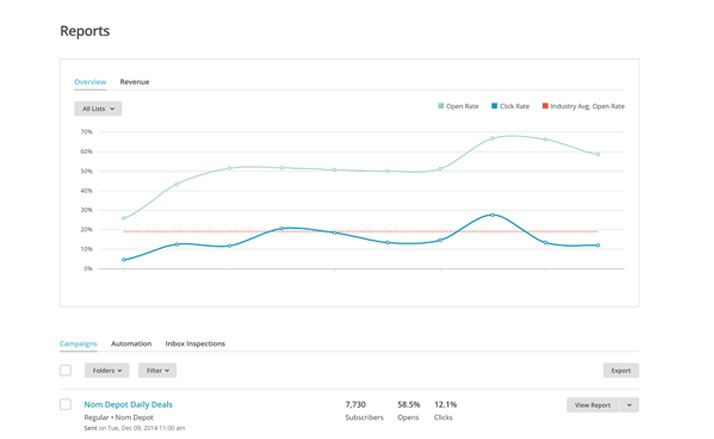 Reports
Overview Revenue
All Lists
Open Rate Click Rate Industry Avg. Open Rate
70%
60%
50%
40%
30%
20%
10%
0%
Campaigns Automation Inbox Inspections
Folders Filter Export
Nom Depot Daily Deals 7,730 58.5% 12.1% View Report
Regular • Nom Depot Subscribers Opens Clicks
Sent on Tue, Dec 09, 2014 11:00 am